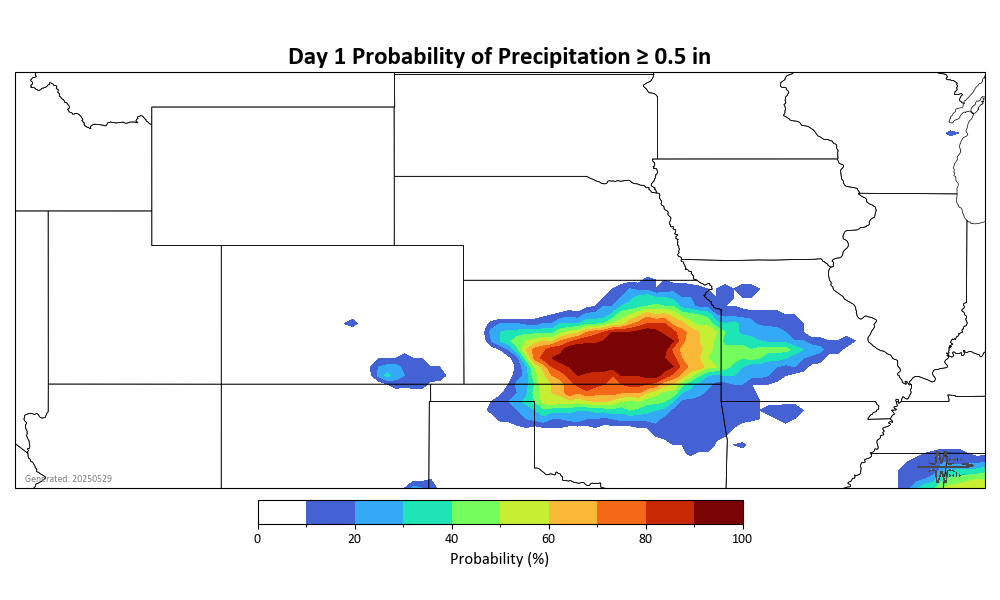 Day 1 Probability of Precipitation ≥ 0.5 in
Generated: 20250529
0 20 40 60 80 100
Probability (%)